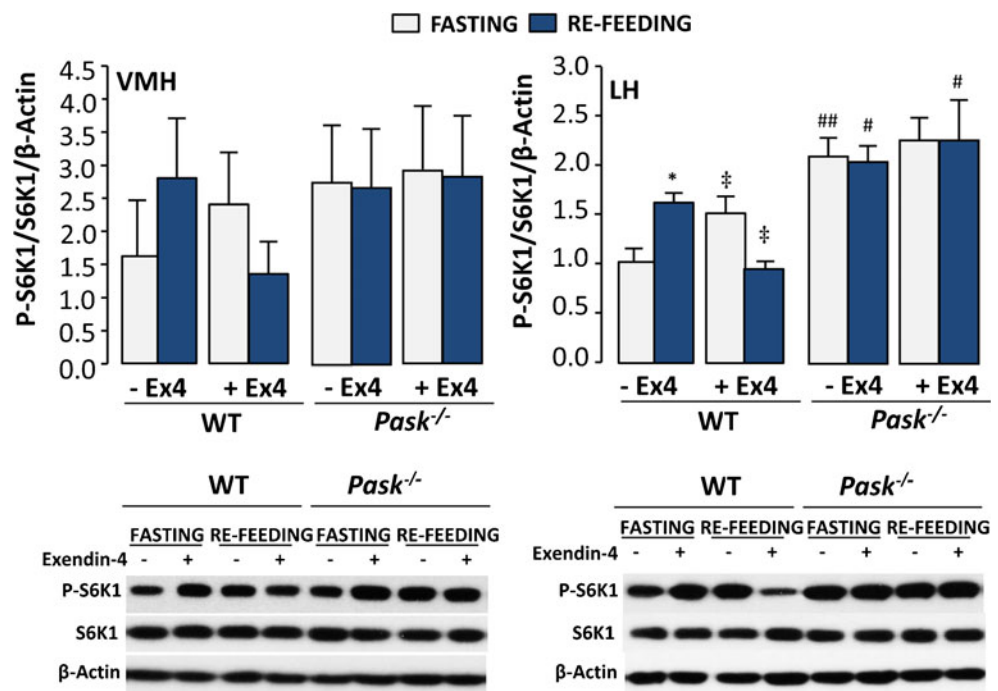 FASTING RE-FEEDING
VMH
P-S6K1/S6K1/β-Actin
4.5
4.0
3.5
3.0
2.5
2.0
1.5
1.0
0.5
0.0
- Ex4 + Ex4 - Ex4 + Ex4
WT Pask-/-
LH
P-S6K1/S6K1/β-Actin
3.0
2.5
2.0
1.5
1.0
0.5
0.0
* ‡ ‡ ## # #
- Ex4 + Ex4 - Ex4 + Ex4
WT Pask-/-
WT Pask-/-
FASTING RE-FEEDING FASTING RE-FEEDING
Exendin-4 - + - + - + - +
P-S6K1
S6K1
β-Actin
WT Pask-/-
FASTING RE-FEEDING FASTING RE-FEEDING
Exendin-4 - + - + - + - +
P-S6K1
S6K1
β-Actin